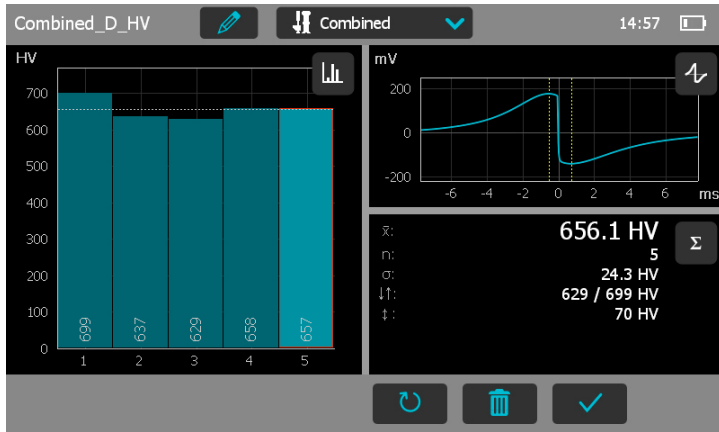 Combined_D_HV
Combined
14:57
HV
700
600
500
400
300
200
100
0
699
637
629
658
657
1 2 3 4 5
mV
200
0
-200
-6 -4 -2 0 2 4 6 ms
x̄: 656.1 HV
Σ
n: 5
σ: 24.3 HV
↓↑: 629 / 699 HV
↕: 70 HV